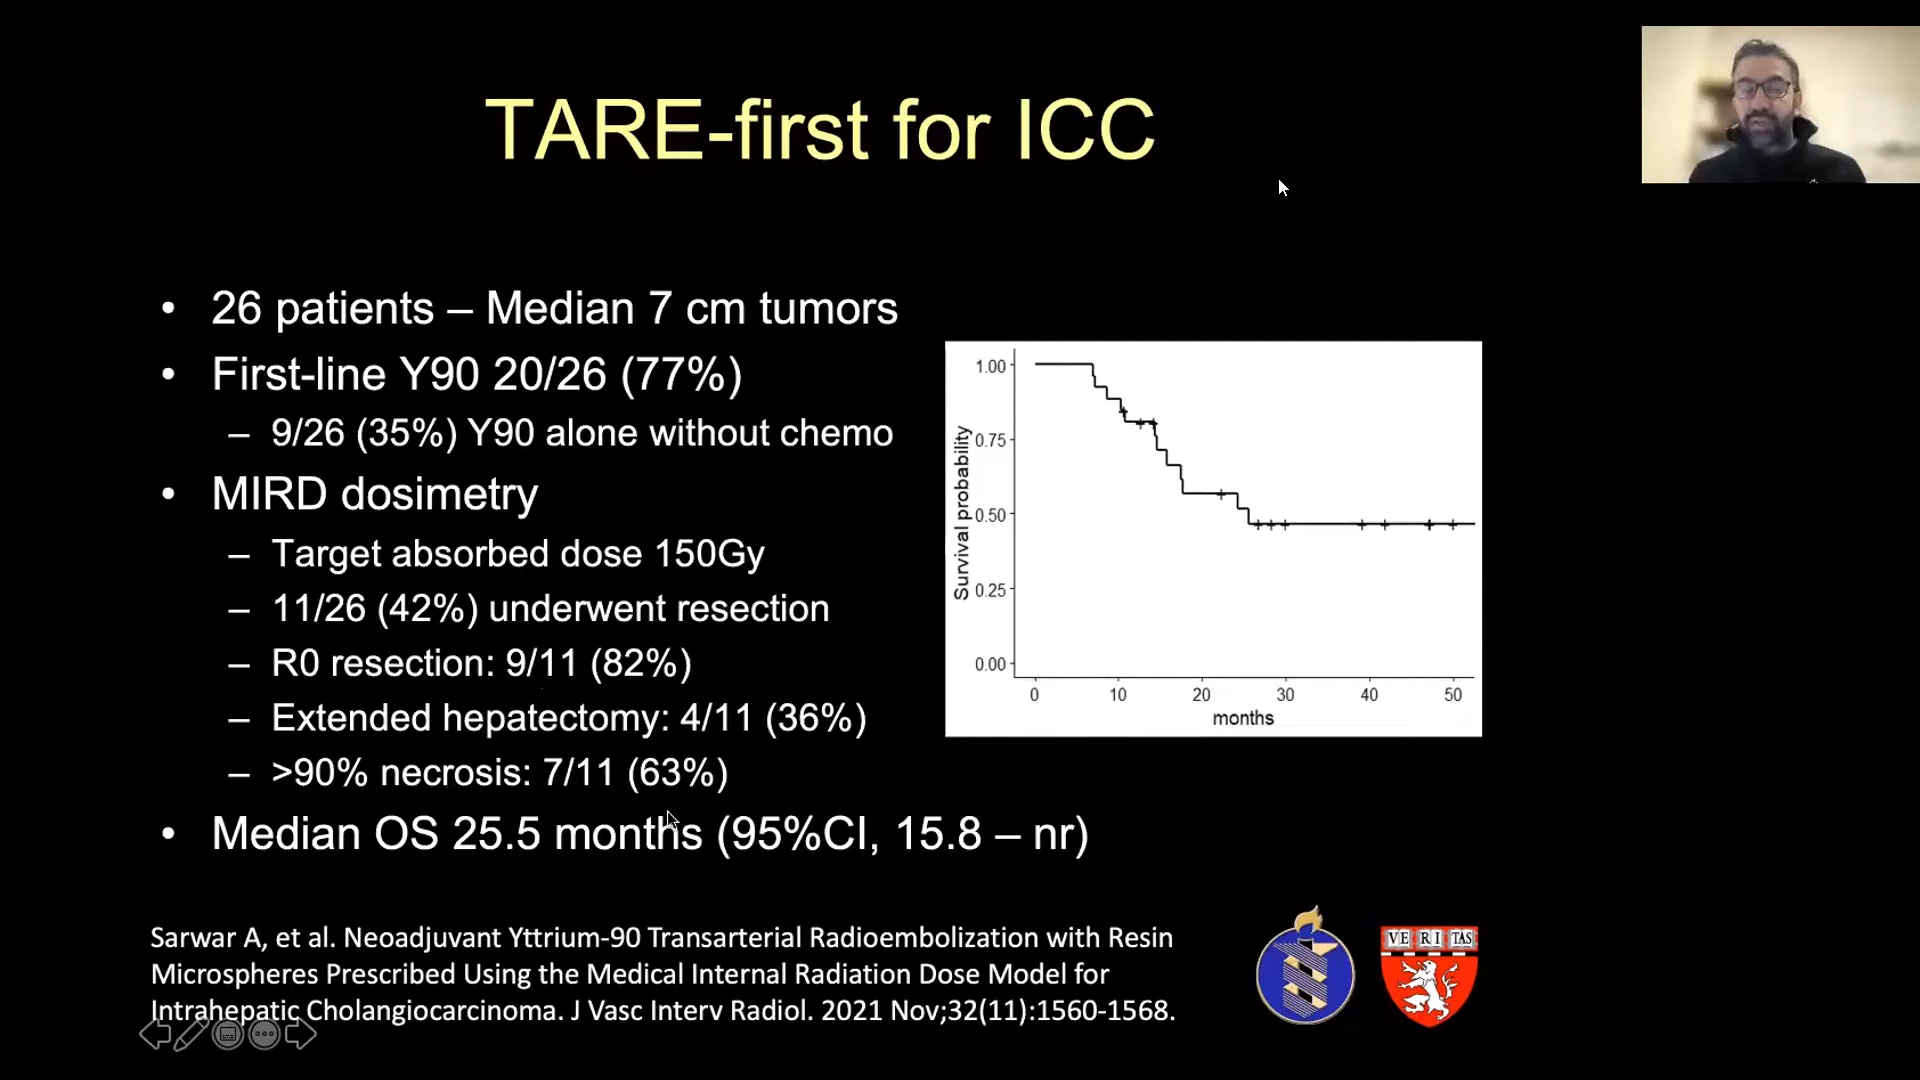 TARE-first for ICC
• 26 patients – Median 7 cm tumors
• First-line Y90 20/26 (77%)
– 9/26 (35%) Y90 alone without chemo
• MIRD dosimetry
– Target absorbed dose 150Gy
– 11/26 (42%) underwent resection
– R0 resection: 9/11 (82%)
– Extended hepatectomy: 4/11 (36%)
– >90% necrosis: 7/11 (63%)
• Median OS 25.5 months (95%CI, 15.8 – nr)
Survival probability
1.00
0.75
0.50
0.25
0.00
0 10 20 30 40 50
months
Sarwar A, et al. Neoadjuvant Yttrium-90 Transarterial Radioembolization with Resin
Microspheres Prescribed Using the Medical Internal Radiation Dose Model for
Intrahepatic Cholangiocarcinoma. J Vasc Interv Radiol. 2021 Nov;32(11):1560-1568.
VE RI TAS